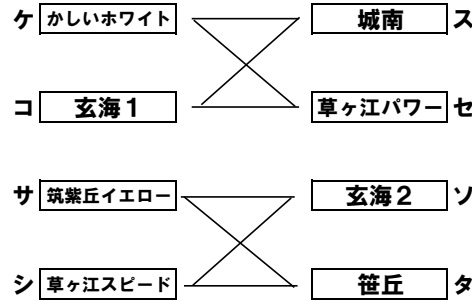 ケ かしいホワイト 城南 ス
コ 玄海１ 草ヶ江パワー セ
サ 筑紫丘イエロー 玄海２ ソ
シ 草ヶ江スピード 笹丘 タ